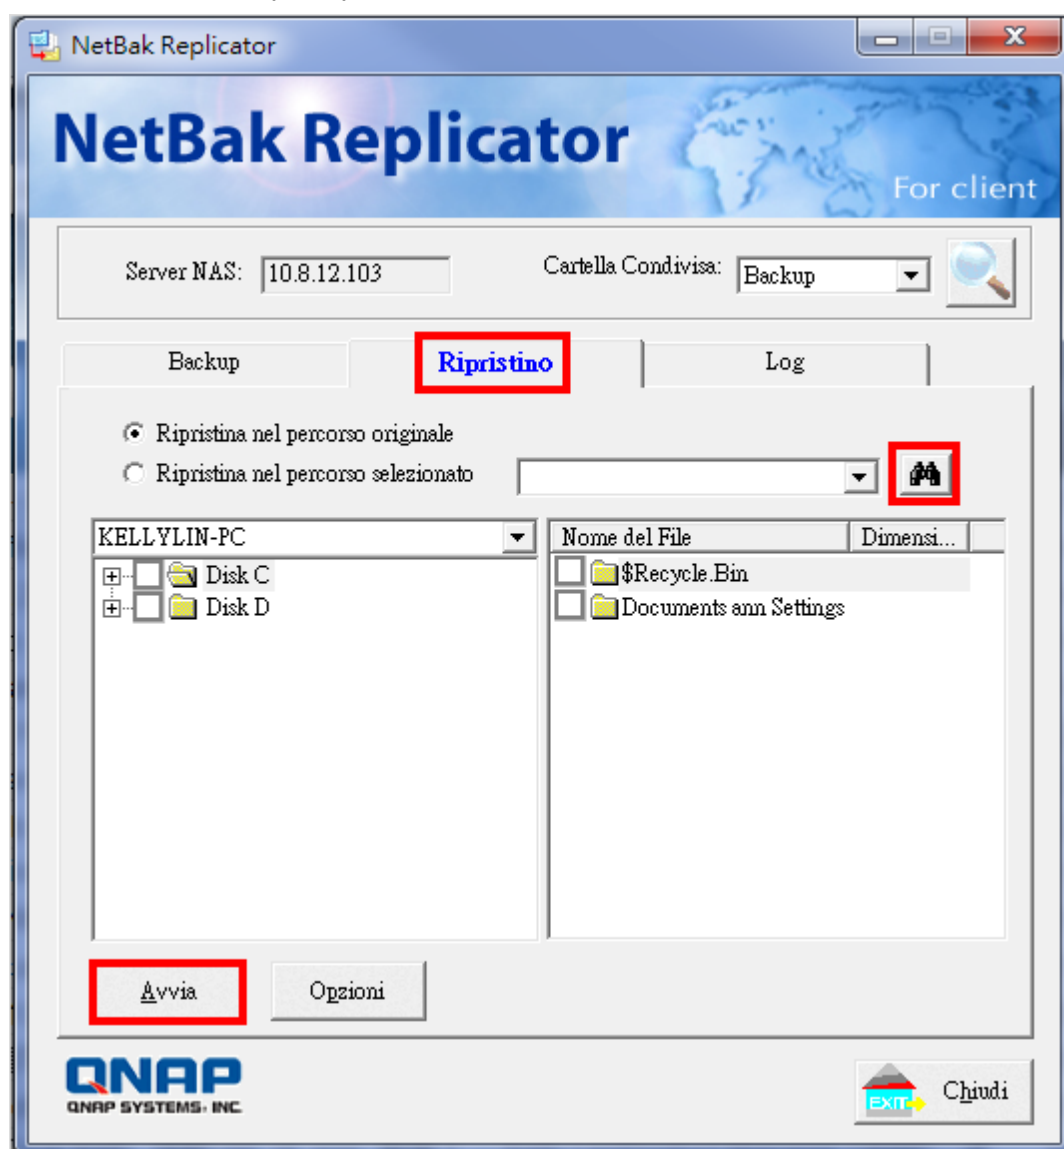 NetBak Replicator
NetBak Replicator
For client
Server NAS: 10.8.12.103 Cartella Condivisa: Backup
Backup Ripristino Log
Ripristina nel percorso originale
Ripristina nel percorso selezionato
KELLYLIN-PC Nome del File Dimensi...
Disk C $Recycle.Bin
Disk D Documents ann Settings
Avvia Opzioni
QNAP
QNAP SYSTEMS, INC.
EXIT Chiudi